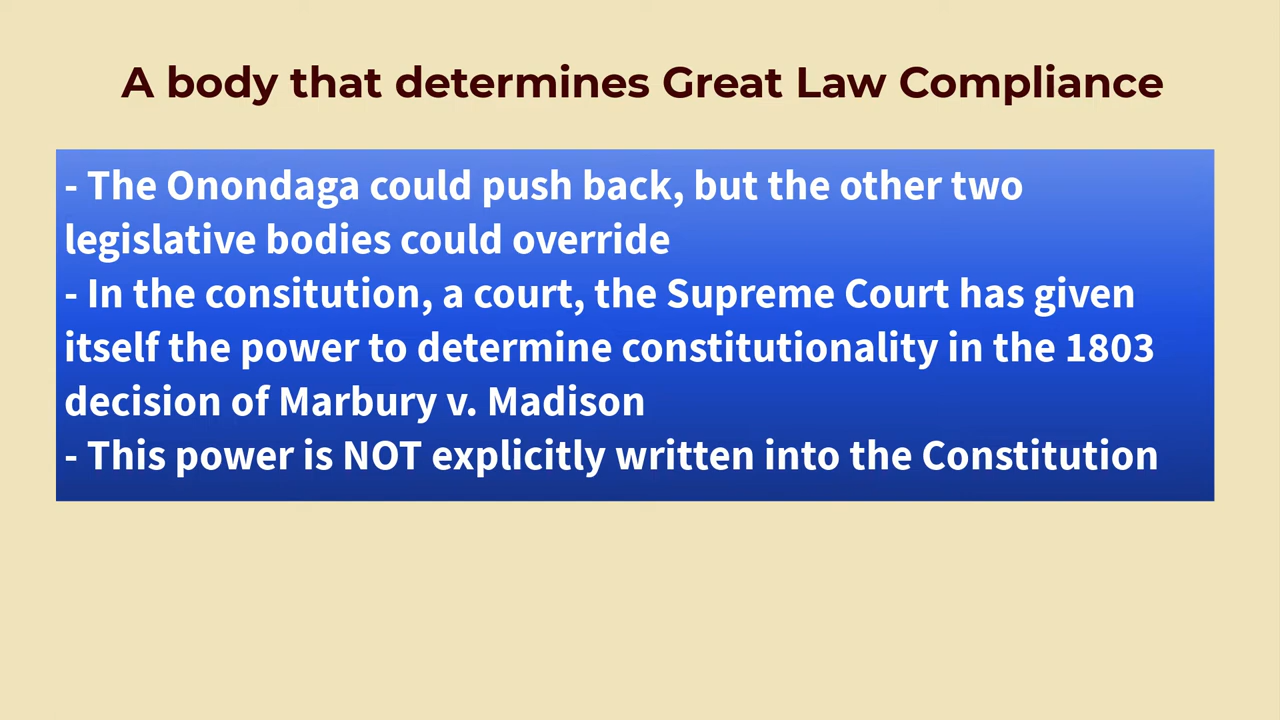 A body that determines Great Law Compliance
- The Onondaga could push back, but the other two
legislative bodies could override
- In the consitution, a court, the Supreme Court has given
itself the power to determine constitutionality in the 1803
decision of Marbury v. Madison
- This power is NOT explicitly written into the Constitution